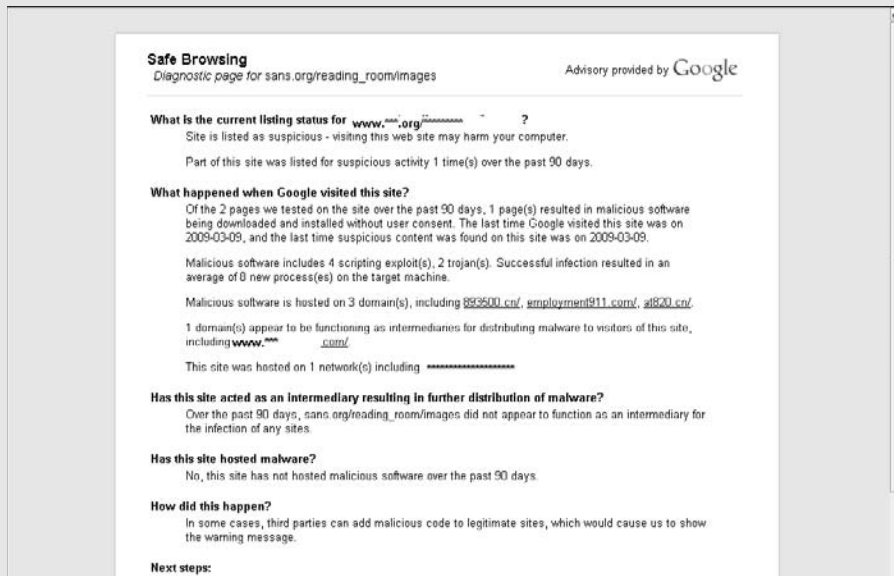 Safe Browsing
Diagnostic page for sans.org/reading_room/images
Advisory provided by Google
What is the current listing status for www.***.org/********* ?
Site is listed as suspicious - visiting this web site may harm your computer.
Part of this site was listed for suspicious activity 1 time(s) over the past 90 days.
What happened when Google visited this site?
Of the 2 pages we tested on the site over the past 90 days, 1 page(s) resulted in malicious software
being downloaded and installed without user consent. The last time Google visited this site was on
2009-03-09, and the last time suspicious content was found on this site was on 2009-03-09.
Malicious software includes 4 scripting exploit(s), 2 trojan(s). Successful infection resulted in an
average of 8 new process(es) on the target machine.
Malicious software is hosted on 3 domain(s), including 893600.cn/, employment911.com/, at820.cn/.
1 domain(s) appear to be functioning as intermediaries for distributing malware to visitors of this site,
including www.*** .com/
This site was hosted on 1 network(s) including ********************
Has this site acted as an intermediary resulting in further distribution of malware?
Over the past 90 days, sans.org/reading_room/images did not appear to function as an intermediary for
the infection of any sites.
Has this site hosted malware?
No, this site has not hosted malicious software over the past 90 days.
How did this happen?
In some cases, third parties can add malicious code to legitimate sites, which would cause us to show
the warning message.
Next steps: